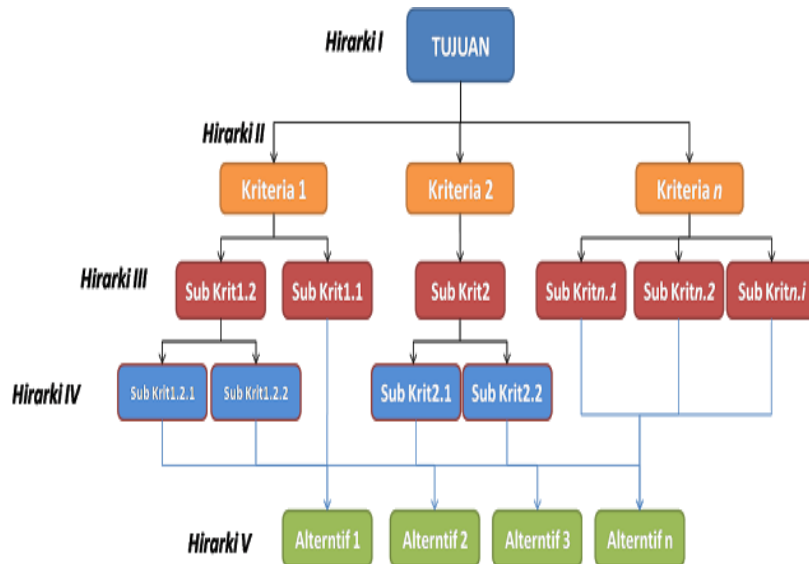 Hirarki I
TUJUAN
Hirarki II
Kriteria 1
Kriteria 2
Kriteria n
Hirarki III
Sub Krit1.2
Sub Krit1.1
Sub Krit2
Sub Kritn.1
Sub Kritn.2
Sub Kritn.i
Hirarki IV
Sub Krit1.2.1
Sub Krit1.2.2
Sub Krit2.1
Sub Krit2.2
Hirarki V
Alterntif 1
Alterntif 2
Alterntif 3
Alterntif n